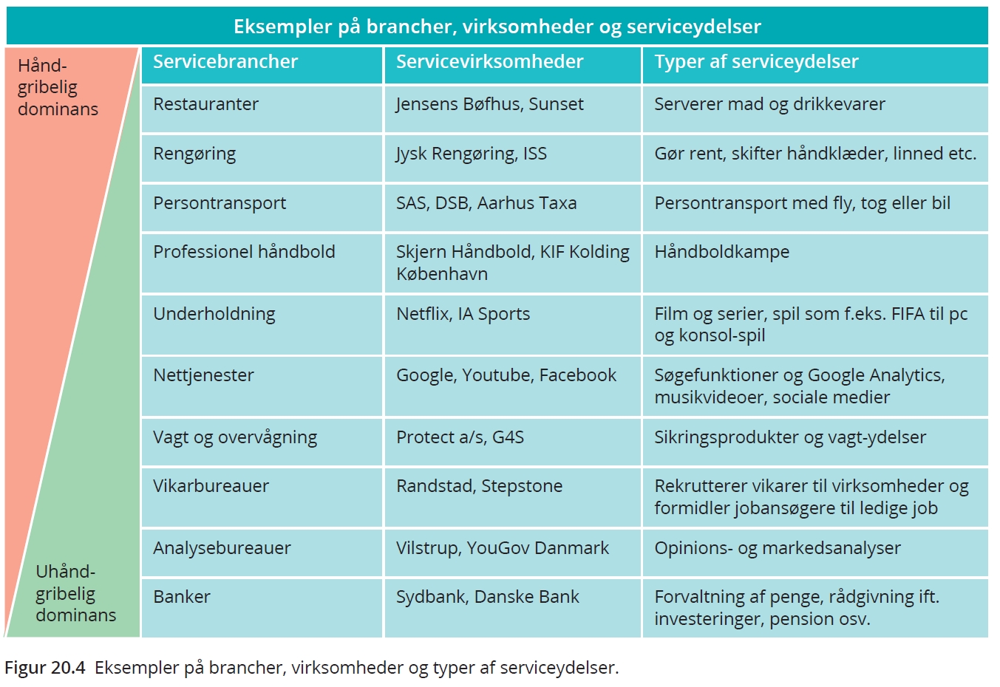 Eksempler på brancher, virksomheder og serviceydelser
Hånd-
gribelig
dominans
Servicebrancher
Servicevirksomheder
Typer af serviceydelser
Restauranter
Jensens Bøfhus, Sunset
Serverer mad og drikkevarer
Rengøring
Jysk Rengøring, ISS
Gør rent, skifter håndklæder, linned etc.
Persontransport
SAS, DSB, Aarhus Taxa
Persontransport med fly, tog eller bil
Professionel håndbold
Skjern Håndbold, KIF Kolding
København
Håndboldkampe
Underholdning
Netflix, IA Sports
Film og serier, spil som f.eks. FIFA til pc
og konsol-spil
Nettjenester
Google, Youtube, Facebook
Søgefunktioner og Google Analytics,
musikvideoer, sociale medier
Vagt og overvågning
Protect a/s, G4S
Sikringsprodukter og vagt-ydelser
Vikarbureauer
Randstad, Stepstone
Rekrutterer vikarer til virksomheder og
formidler jobansøgere til ledige job
Analysebureauer
Vilstrup, YouGov Danmark
Opinions- og markedsanalyser
Uhånd-
gribelig
dominans
Banker
Sydbank, Danske Bank
Forvaltning af penge, rådgivning ift.
investeringer, pension osv.
Figur 20.4 Eksempler på brancher, virksomheder og typer af serviceydelser.